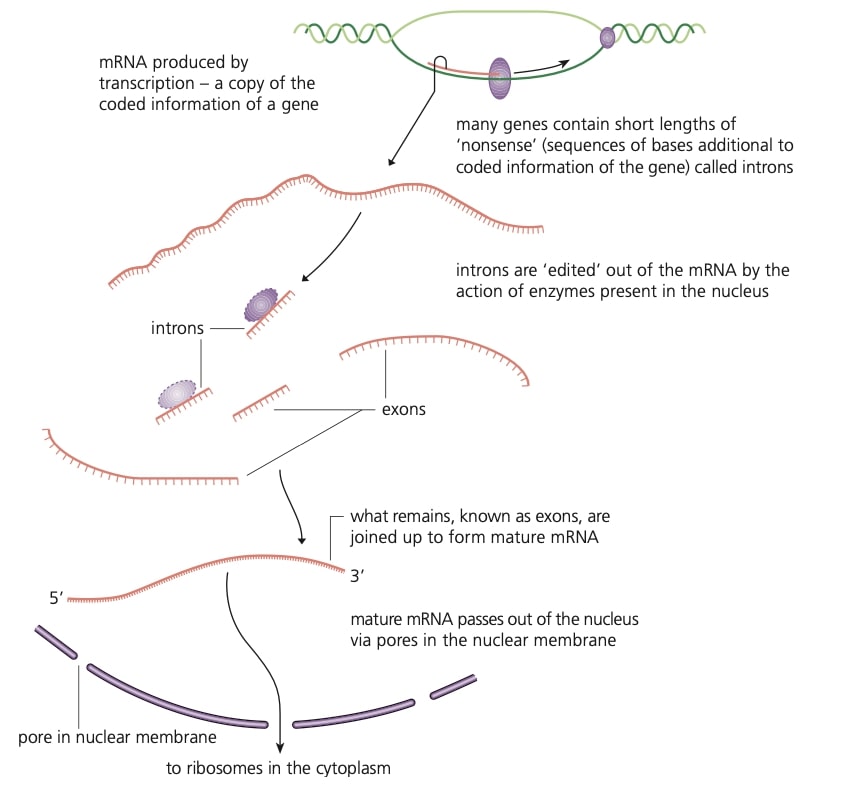 mRNA produced by
transcription – a copy of the
coded information of a gene
many genes contain short lengths of
‘nonsense’ (sequences of bases additional to
coded information of the gene) called introns
introns are ‘edited’ out of the mRNA by the
action of enzymes present in the nucleus
introns
exons
what remains, known as exons, are
joined up to form mature mRNA
3′
5′
mature mRNA passes out of the nucleus
via pores in the nuclear membrane
pore in nuclear membrane
to ribosomes in the cytoplasm